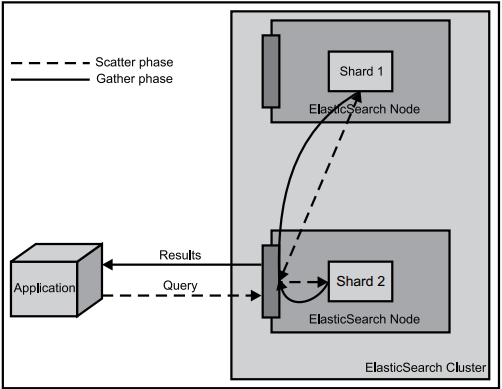 Scatter phase
Gather phase
Shard 1
ElasticSearch Node
Results
Query
Application
Shard 2
ElasticSearch Node
ElasticSearch Cluster